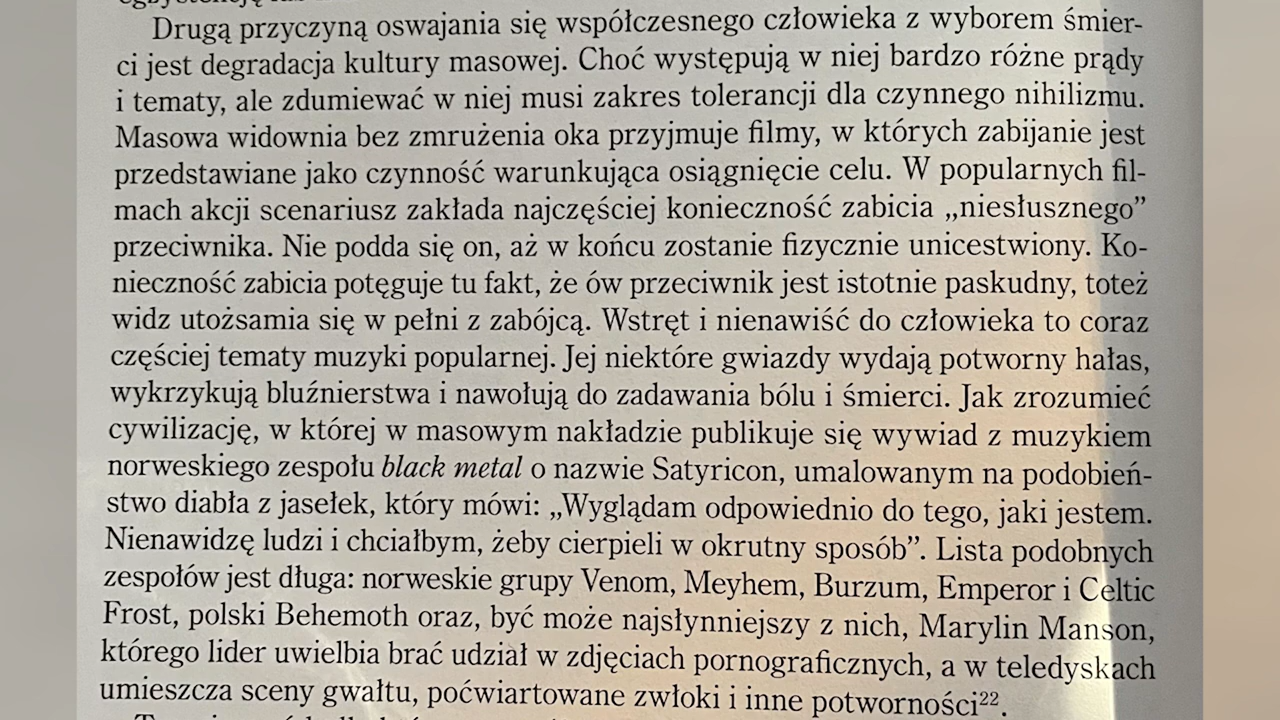 Drugą przyczyną oswajania się współczesnego człowieka z wyborem śmier-
ci jest degradacja kultury masowej. Choć występują w niej bardzo różne prądy
i tematy, ale zdumiewać w niej musi zakres tolerancji dla czynnego nihilizmu.
Masowa widownia bez zmrużenia oka przyjmuje filmy, w których zabijanie jest
przedstawiane jako czynność warunkująca osiągnięcie celu. W popularnych fil-
mach akcji scenariusz zakłada najczęściej konieczność zabicia „niesłusznego”
przeciwnika. Nie podda się on, aż w końcu zostanie fizycznie unicestwiony. Ko-
nieczność zabicia potęguje tu fakt, że ów przeciwnik jest istotnie paskudny, toteż
widz utożsamia się w pełni z zabójcą. Wstręt i nienawiść do człowieka to coraz
częściej tematy muzyki popularnej. Jej niektóre gwiazdy wydają potworny hałas,
wykrzykują bluźnierstwa i nawołują do zadawania bólu i śmierci. Jak zrozumieć
cywilizację, w której w masowym nakładzie publikuje się wywiad z muzykiem
norweskiego zespołu black metal o nazwie Satyricon, umalowanym na podobień-
stwo diabła z jasełek, który mówi: „Wyglądam odpowiednio do tego, jaki jestem.
Nienawidzę ludzi i chciałbym, żeby cierpieli w okrutny sposób”. Lista podobnych
zespołów jest długa: norweskie grupy Venom, Meyhem, Burzum, Emperor i Celtic
Frost, polski Behemoth oraz, być może najsłynniejszy z nich, Marylin Manson,
którego lider uwielbia brać udział w zdjęciach pornograficznych, a w teledyskach
umieszcza sceny gwałtu, poćwiartowane zwłoki i inne potworności²².